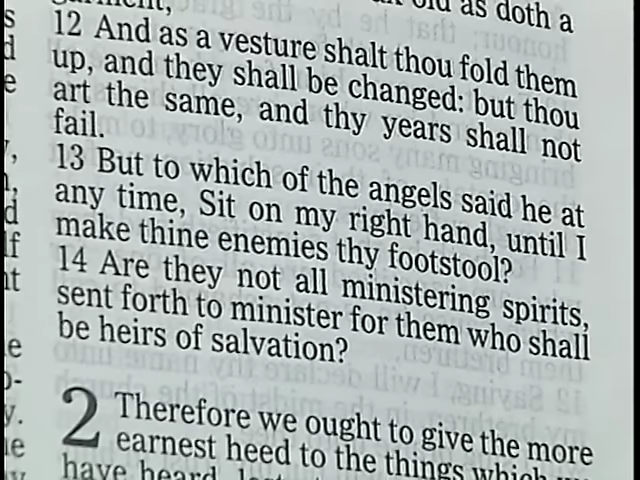 old as doth a
garment,
12 And as a vesture shalt thou fold them
up, and they shall be changed: but thou
art the same, and thy years shall not
fail.
13 But to which of the angels said he at
any time, Sit on my right hand, until I
make thine enemies thy footstool?
14 Are they not all ministering spirits,
sent forth to minister for them who shall
be heirs of salvation?
2 Therefore we ought to give the more
earnest heed to the things which
have heard,